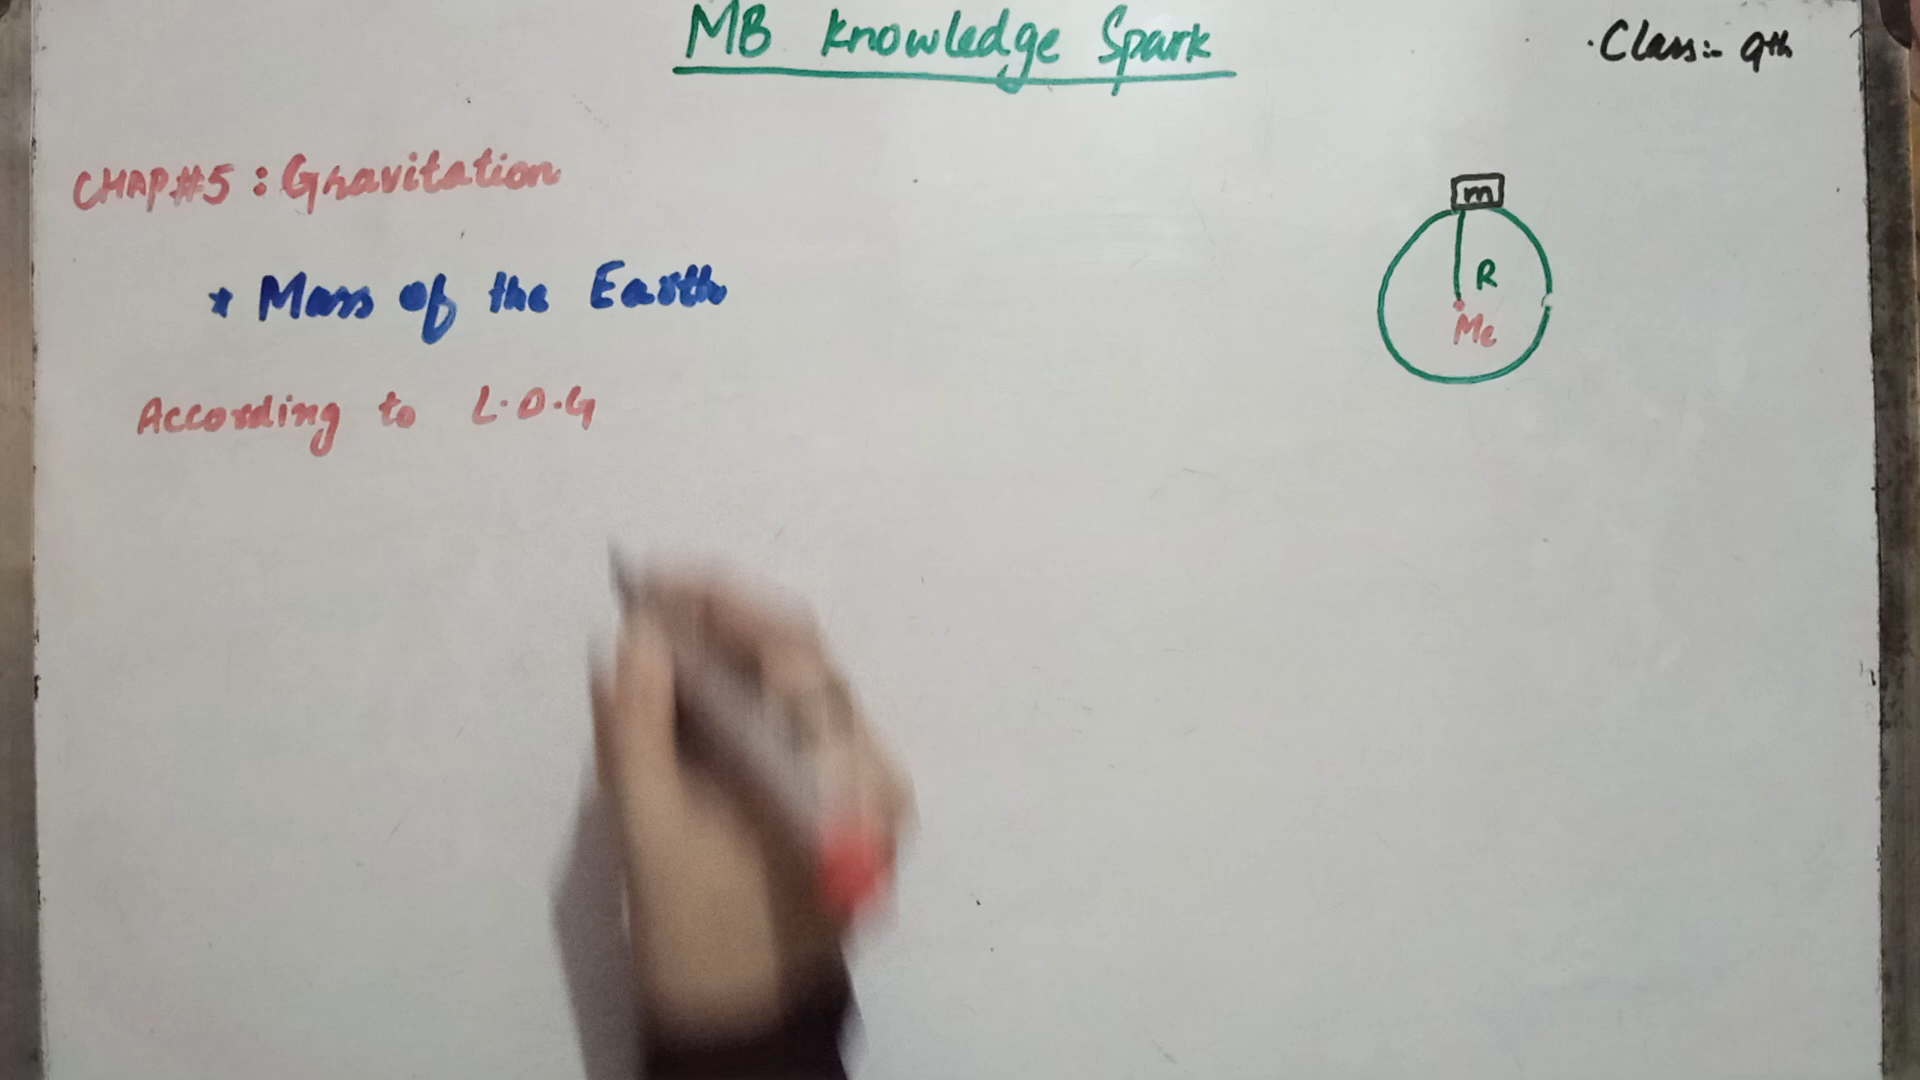 MB Knowledge Spark
Class:- 9th
CHAP#5 : Gravitation
m
R
Me
* Mass of the Earth
According to L.O.G